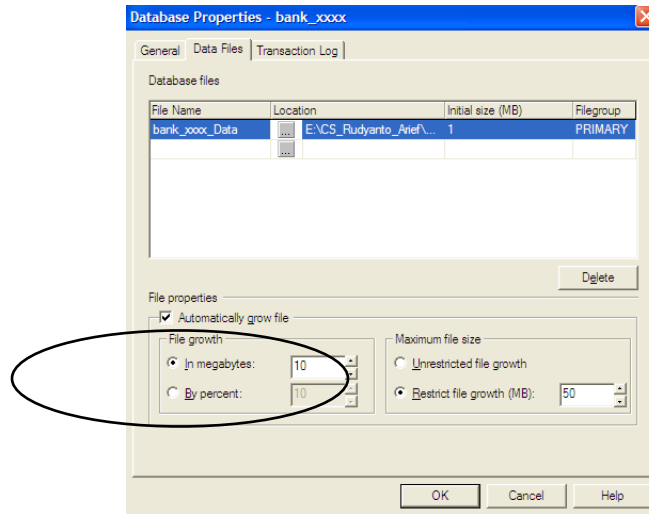 Database Properties - bank_xxxx
General Data Files Transaction Log
Database files
File Name Location Initial size (MB) Filegroup
bank_xxxx_Data ... E:\CS_Rudyanto_Arief\... 1 PRIMARY
...
Delete
File properties
Automatically grow file
File growth Maximum file size
In megabytes: 10 Unrestricted file growth
By percent: 10 Restrict file growth (MB): 50
OK Cancel Help